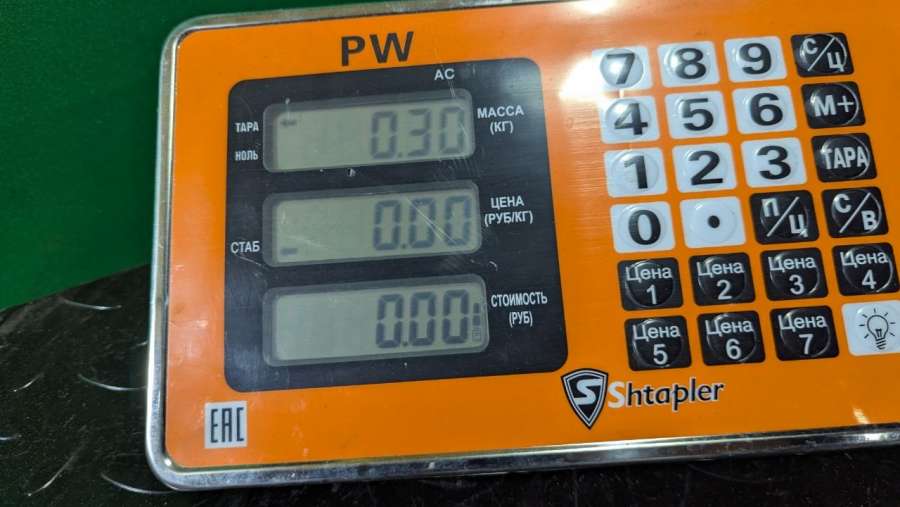 PW
AC
ТАРА
НОЛЬ
0.30
МАССА
(КГ)
СТАБ
0.00
ЦЕНА
(РУБ/КГ)
0.00
СТОИМОСТЬ
(РУБ)
7 8 9 С/Ц
4 5 6 М+
1 2 3 ТАРА
0 . П/Ц С/В
Цена 1 Цена 2 Цена 3 Цена 4
Цена 5 Цена 6 Цена 7
S Shtapler
EAC